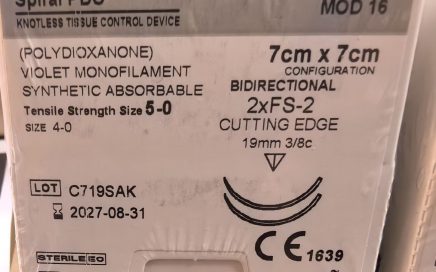 Spiral PDO
MOD 16
KNOTLESS TISSUE CONTROL DEVICE
(POLYDIOXANONE)
VIOLET MONOFILAMENT
SYNTHETIC ABSORBABLE
Tensile Strength Size 5-0
SIZE 4-0
7cm x 7cm
CONFIGURATION
BIDIRECTIONAL
2xFS-2
CUTTING EDGE
19mm 3/8c
LOT C719SAK
2027-08-31
STERILE EO
CE 1639